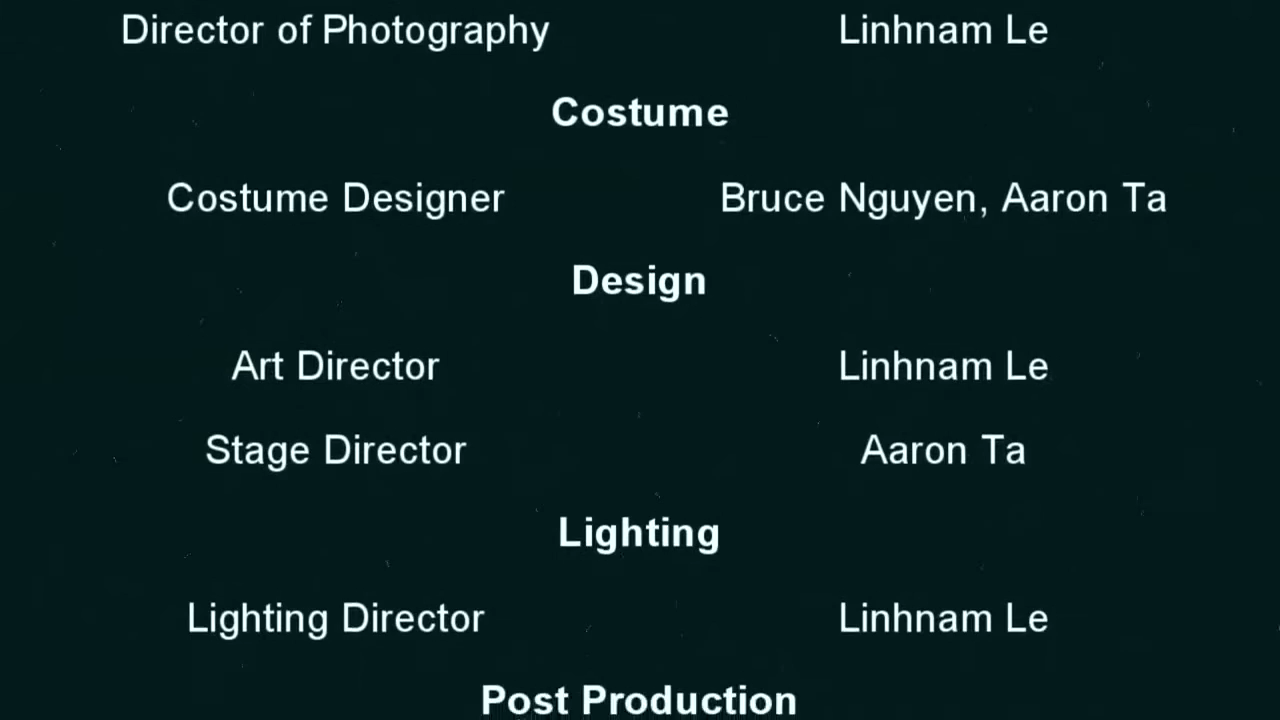 Director of Photography Linhnam Le
Costume
Costume Designer Bruce Nguyen, Aaron Ta
Design
Art Director Linhnam Le
Stage Director Aaron Ta
Lighting
Lighting Director Linhnam Le
Post Production